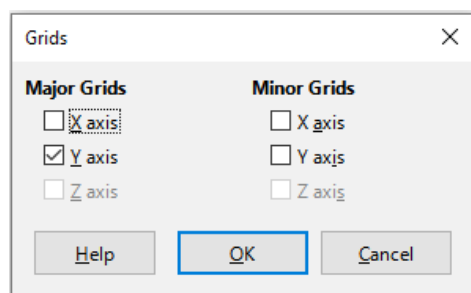 Grids
Major Grids Minor Grids
X axis X axis
Y axis Y axis
Z axis Z axis
Help OK Cancel